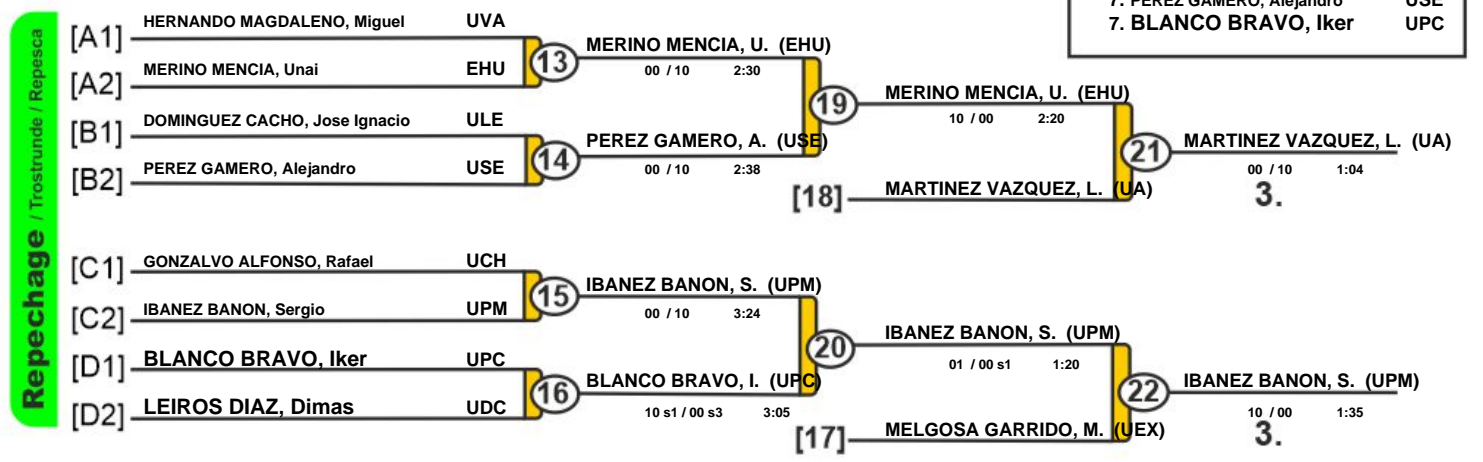 7. PEREZ GAMERO, Alejandro USE
7. BLANCO BRAVO, Iker UPC
Repechage / Trostrunde / Repesca
[A1] HERNANDO MAGDALENO, Miguel UVA
13 MERINO MENCIA, U. (EHU)
00 / 10 2:30
[A2] MERINO MENCIA, Unai EHU
19 MERINO MENCIA, U. (EHU)
10 / 00 2:20
[B1] DOMINGUEZ CACHO, Jose Ignacio ULE
14 PEREZ GAMERO, A. (USE)
00 / 10 2:38
[B2] PEREZ GAMERO, Alejandro USE
21 MARTINEZ VAZQUEZ, L. (UA)
00 / 10 1:04
3.
[18] MARTINEZ VAZQUEZ, L. (UA)
[C1] GONZALVO ALFONSO, Rafael UCH
15 IBANEZ BANON, S. (UPM)
00 / 10 3:24
[C2] IBANEZ BANON, Sergio UPM
20 IBANEZ BANON, S. (UPM)
01 / 00 s1 1:20
[D1] BLANCO BRAVO, Iker UPC
16 BLANCO BRAVO, I. (UPC)
10 s1 / 00 s3 3:05
[D2] LEIROS DIAZ, Dimas UDC
22 IBANEZ BANON, S. (UPM)
10 / 00 1:35
3.
[17] MELGOSA GARRIDO, M. (UEX)